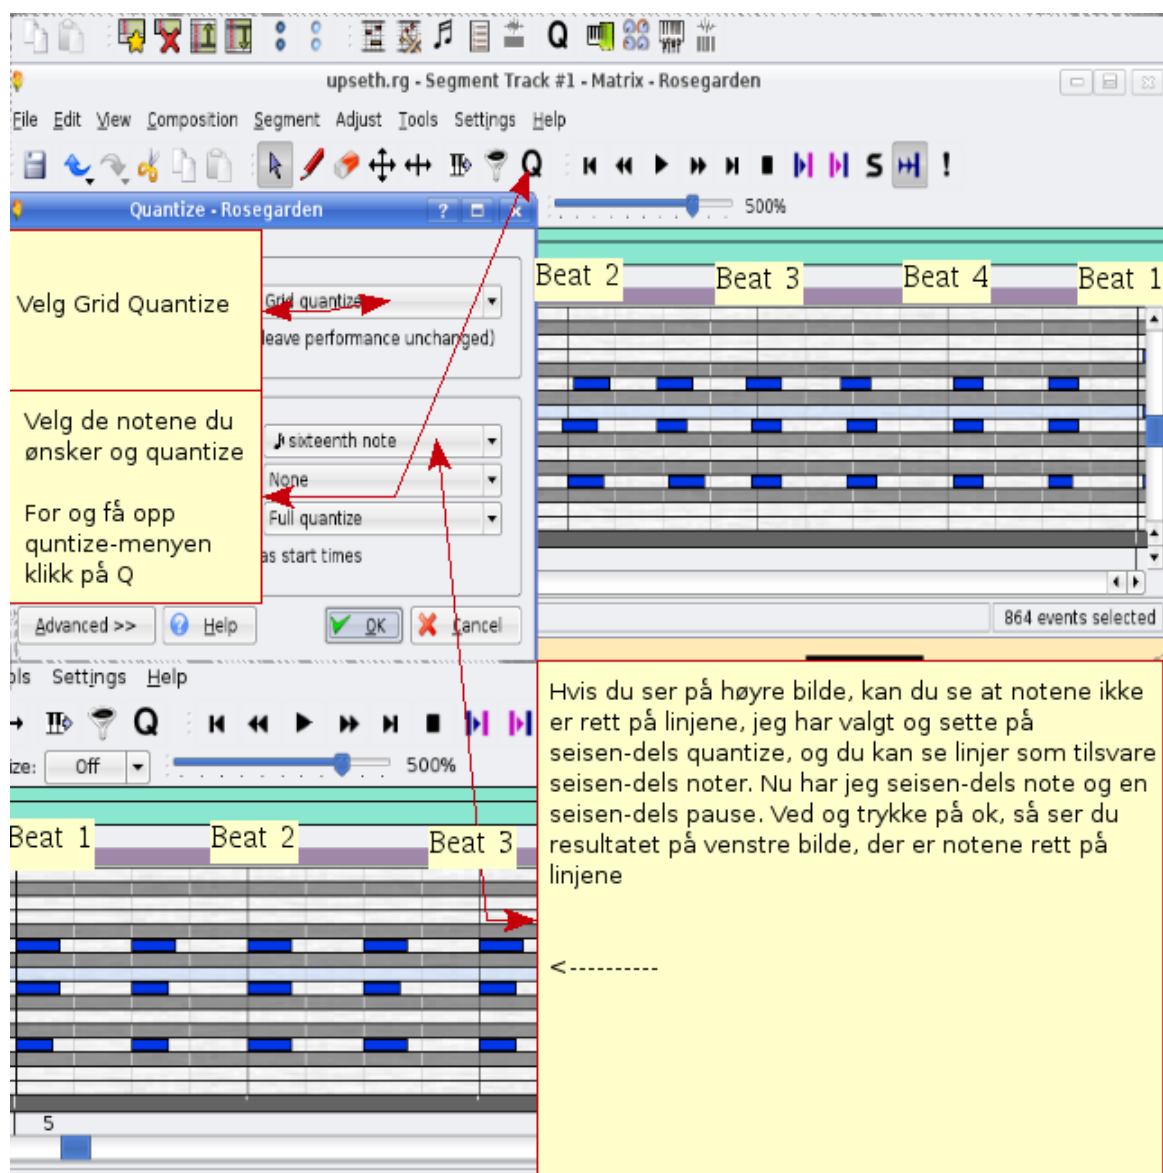 Q
upseth.rg - Segment Track #1 - Matrix - Rosegarden
File Edit View Composition Segment Adjust Tools Settings Help
Q S !
Quantize - Rosegarden ?
500%
Velg Grid Quantize
Grid quantize
leave performance unchanged)
Beat 2 Beat 3 Beat 4 Beat 1
Velg de notene du
ønsker og quantize
For og få opp
quntize-menyen
klikk på Q
sixteenth note
None
Full quantize
as start times
Advanced >> Help OK Cancel
864 events selected
ols Settings Help
Q
ize: Off 500%
Beat 1 Beat 2 Beat 3
5
Hvis du ser på høyre bilde, kan du se at notene ikke
er rett på linjene, jeg har valgt og sette på
seisen-dels quantize, og du kan se linjer som tilsvare
seisen-dels noter. Nu har jeg seisen-dels note og en
seisen-dels pause. Ved og trykke på ok, så ser du
resultatet på venstre bilde, der er notene rett på
linjene
<----------